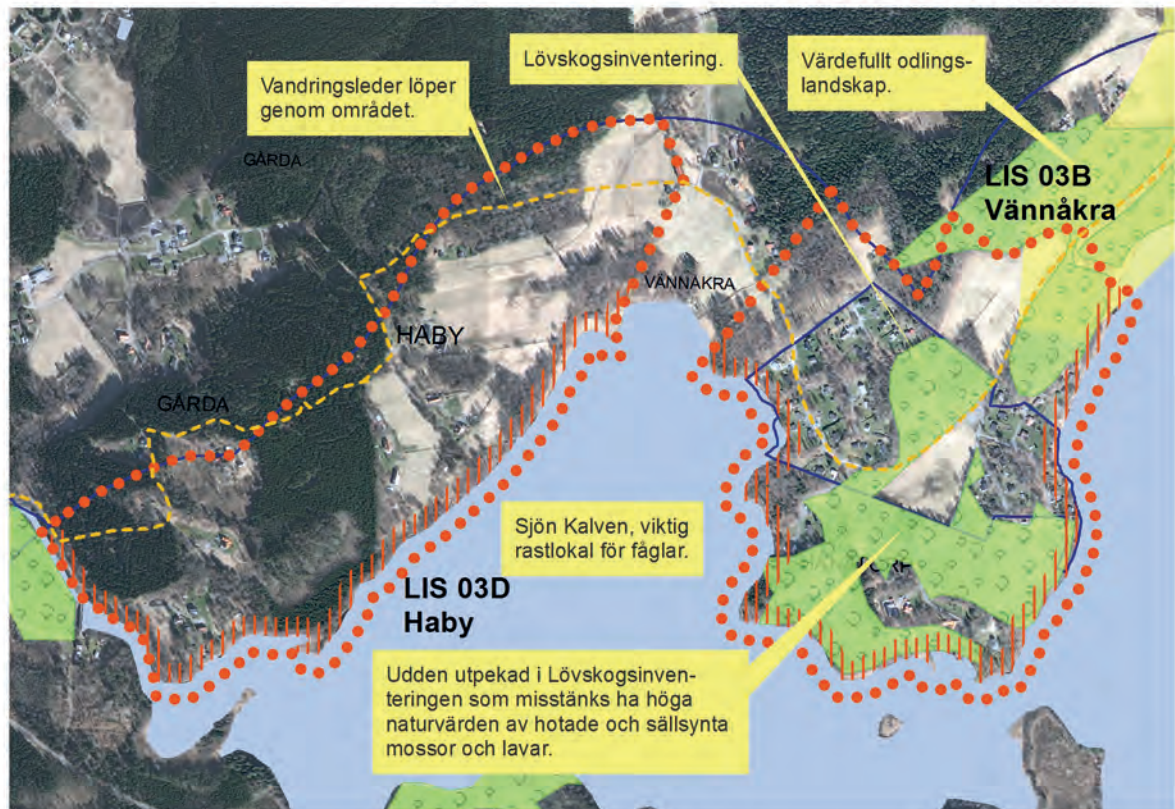 Lövskogsinventering.
Värdefullt odlings-
landskap.
Vandringsleder löper
genom området.
GÅRDA
LIS 03B
Vännåkra
VÄNNÅKRA
HABY
GÅRDA
Sjön Kalven, viktig
rastlokal för fåglar.
LIS 03D
Haby
Udden utpekad i Lövskogsinven-
teringen som misstänks ha höga
naturvärden av hotade och sällsynta
mossor och lavar.